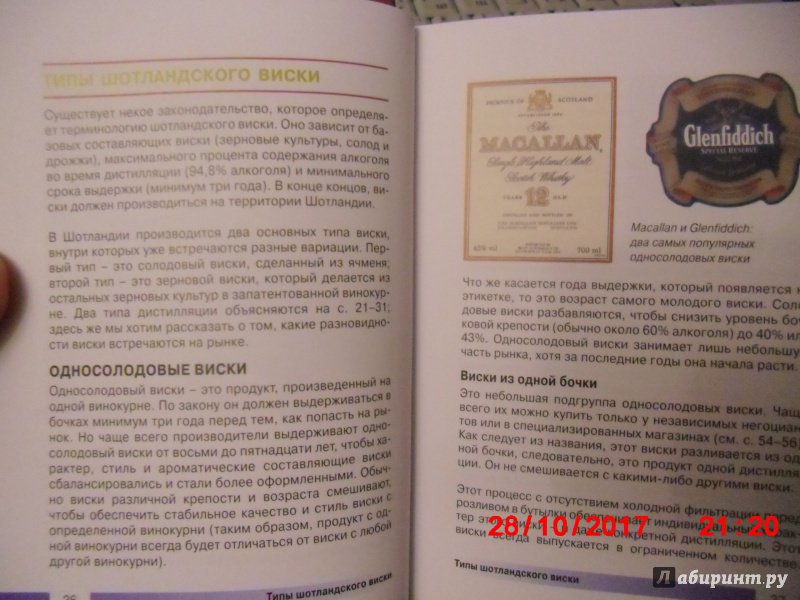 ТИПЫ ШОТЛАНДСКОГО ВИСКИ
Существует некое законодательство, которое определя-
ет терминологию шотландского виски. Оно зависит от ба-
зовых составляющих виски (зерновые культуры, солод и
дрожжи), максимального процента содержания алкоголя
во время дистилляции (94,8% алкоголя) и минимального
срока выдержки (минимум три года). В конце концов, ви-
ски должен производиться на территории Шотландии.
В Шотландии производится два основных типа виски,
внутри которых уже встречаются разные вариации. Пер-
вый тип – это солодовый виски, сделанный из ячменя;
второй тип – это зерновой виски, который делается из
остальных зерновых культур в запатентованной винокур-
не. Два типа дистилляции объясняются на с. 21–31;
здесь же мы хотим рассказать о том, какие разновидно-
сти виски встречаются на рынке.
ОДНОСОЛОДОВЫЕ ВИСКИ
Односолодовый виски – это продукт, произведенный на
одной винокурне. По закону он должен выдерживаться в
бочках минимум три года перед тем, как попасть на ры-
нок. Но чаще всего производители выдерживают одно-
солодовый виски от восьми до пятнадцати лет, чтобы ха-
рактер, стиль и ароматические составляющие виски
сбалансировались и стали более оформленными. Обыч-
но виски различной крепости и возраста смешивают,
чтобы обеспечить стабильное качество и стиль виски с
определенной винокурни (таким образом, продукт с од-
ной винокурни всегда будет отличаться от виски с любой
другой винокурни).
26
Типы шотландского виски
PRODUCE OF SCOTLAND
The
MACALLAN
Single Highland Malt
Scotch Whisky
YEARS 12 OLD
40% 700 ml
Glenfiddich
SPECIAL RESERVE
Macallan и Glenfiddich:
два самых популярных
односолодовых виски
Что же касается года выдержки, который появляется н
этикетке, то это возраст самого молодого виски. Соло
довые виски разбавляются, чтобы снизить уровень боч
ковой крепости (обычно около 60% алкоголя) до 40% ил
43%. Односолодовый виски занимает лишь небольшу
часть рынка, хотя за последние годы она начала расти.
Виски из одной бочки
Это небольшая подгруппа односолодовых виски. Чащ
всего их можно купить только у независимых негоциан
тов или в специализированных магазинах (см. с. 54–56
Как следует из названия, этот виски разливается из од
ной бочки, следовательно, это продукт одной дистилля
ции. Он не смешивается с какими-либо другими виски.
Этот процесс с отсутствием холодной фильтрации перед
розливом в бутылки
индивидуальный
тер
конкретной дистилляции. Этот
виски всегда выпускается в ограниченном количестве.
28/10/2017 21:20
Типы шотландского виски
27
Лабиринт.ру